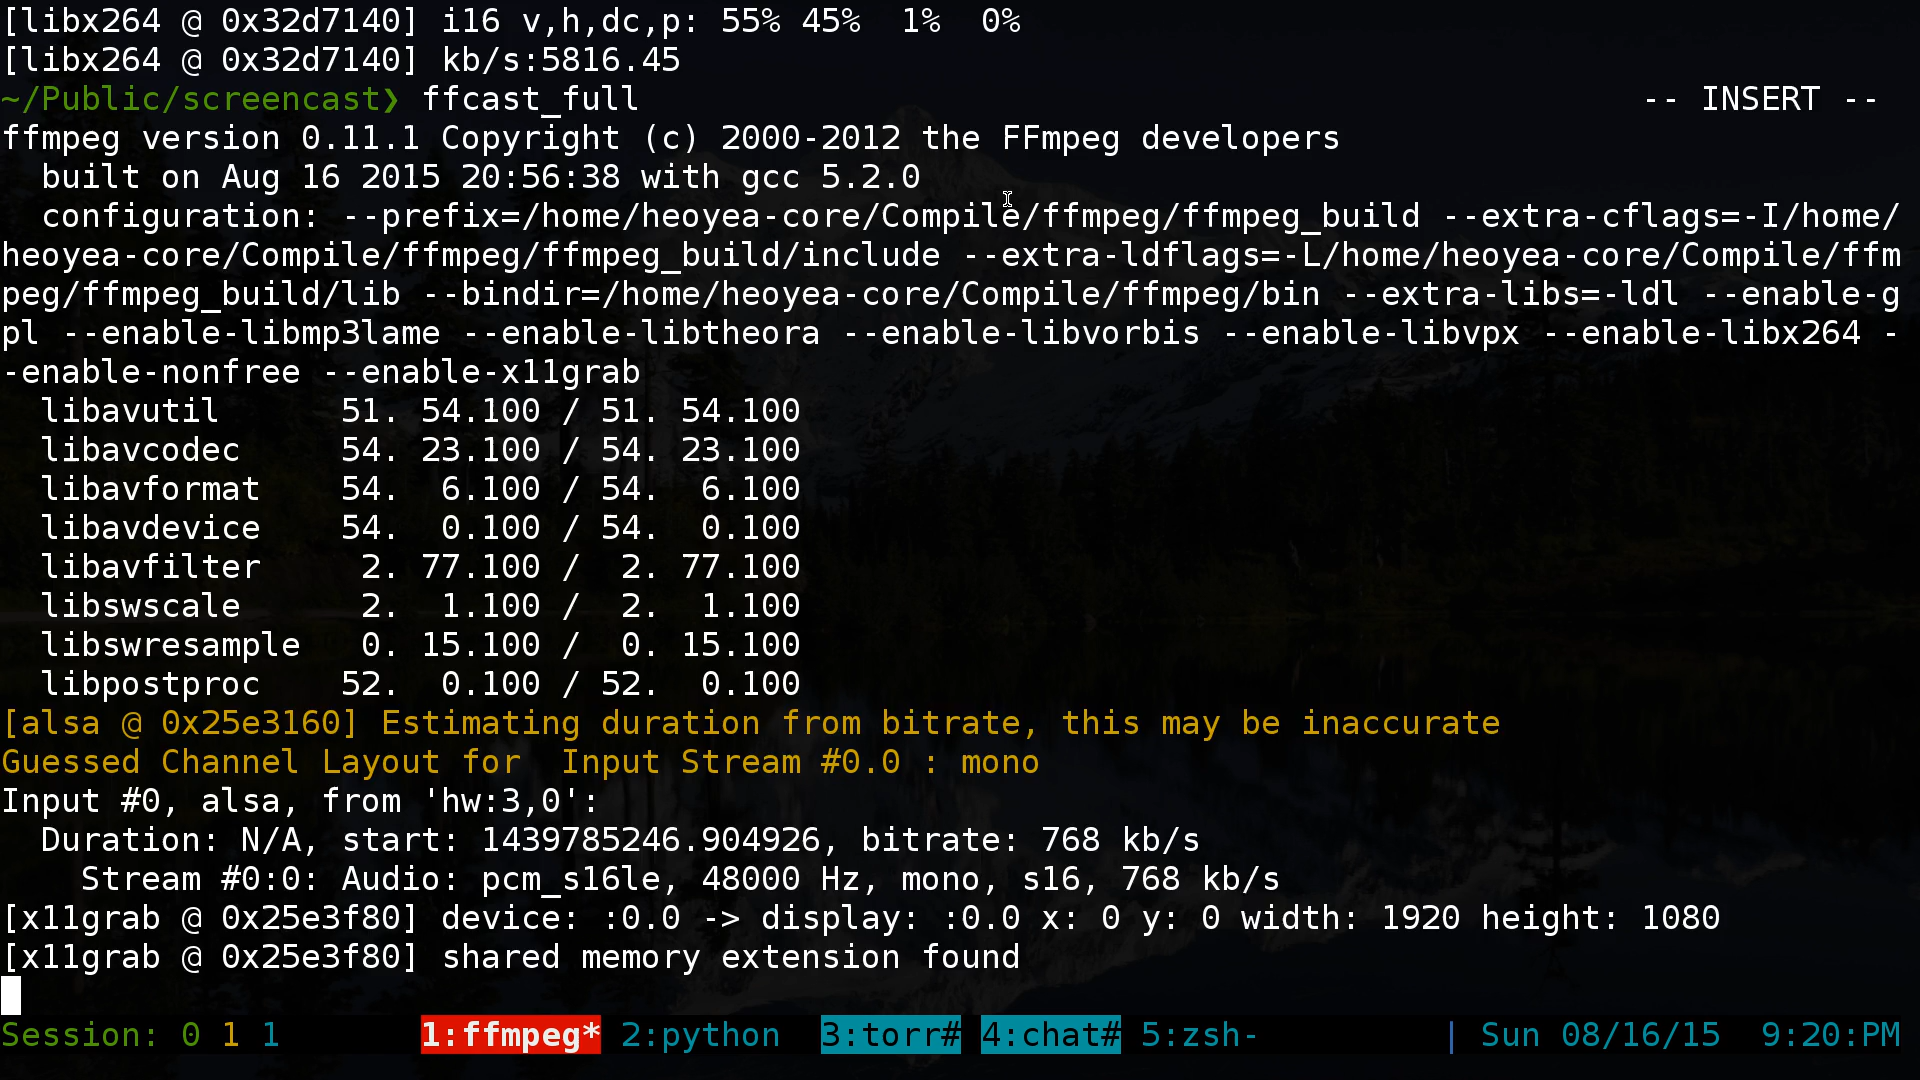 [libx264 @ 0x32d7140] i16 v,h,dc,p: 55% 45%  1%  0%
[libx264 @ 0x32d7140] kb/s:5816.45
~/Public/screencast❯ ffcast_full -- INSERT --
ffmpeg version 0.11.1 Copyright (c) 2000-2012 the FFmpeg developers
  built on Aug 16 2015 20:56:38 with gcc 5.2.0
  configuration: --prefix=/home/heoyea-core/Compile/ffmpeg/ffmpeg_build --extra-cflags=-I/home/
heoyea-core/Compile/ffmpeg/ffmpeg_build/include --extra-ldflags=-L/home/heoyea-core/Compile/ffm
peg/ffmpeg_build/lib --bindir=/home/heoyea-core/Compile/ffmpeg/bin --extra-libs=-ldl --enable-g
pl --enable-libmp3lame --enable-libtheora --enable-libvorbis --enable-libvpx --enable-libx264 -
-enable-nonfree --enable-x11grab
  libavutil      51. 54.100 / 51. 54.100
  libavcodec     54. 23.100 / 54. 23.100
  libavformat    54.  6.100 / 54.  6.100
  libavdevice    54.  0.100 / 54.  0.100
  libavfilter     2. 77.100 /  2. 77.100
  libswscale      2.  1.100 /  2.  1.100
  libswresample   0. 15.100 /  0. 15.100
  libpostproc    52.  0.100 / 52.  0.100
[alsa @ 0x25e3160] Estimating duration from bitrate, this may be inaccurate
Guessed Channel Layout for  Input Stream #0.0 : mono
Input #0, alsa, from 'hw:3,0':
  Duration: N/A, start: 1439785246.904926, bitrate: 768 kb/s
    Stream #0:0: Audio: pcm_s16le, 48000 Hz, mono, s16, 768 kb/s
[x11grab @ 0x25e3f80] device: :0.0 -> display: :0.0 x: 0 y: 0 width: 1920 height: 1080
[x11grab @ 0x25e3f80] shared memory extension found
Session: 0 1 1 1:ffmpeg* 2:python 3:torr# 4:chat# 5:zsh- | Sun 08/16/15  9:20:PM